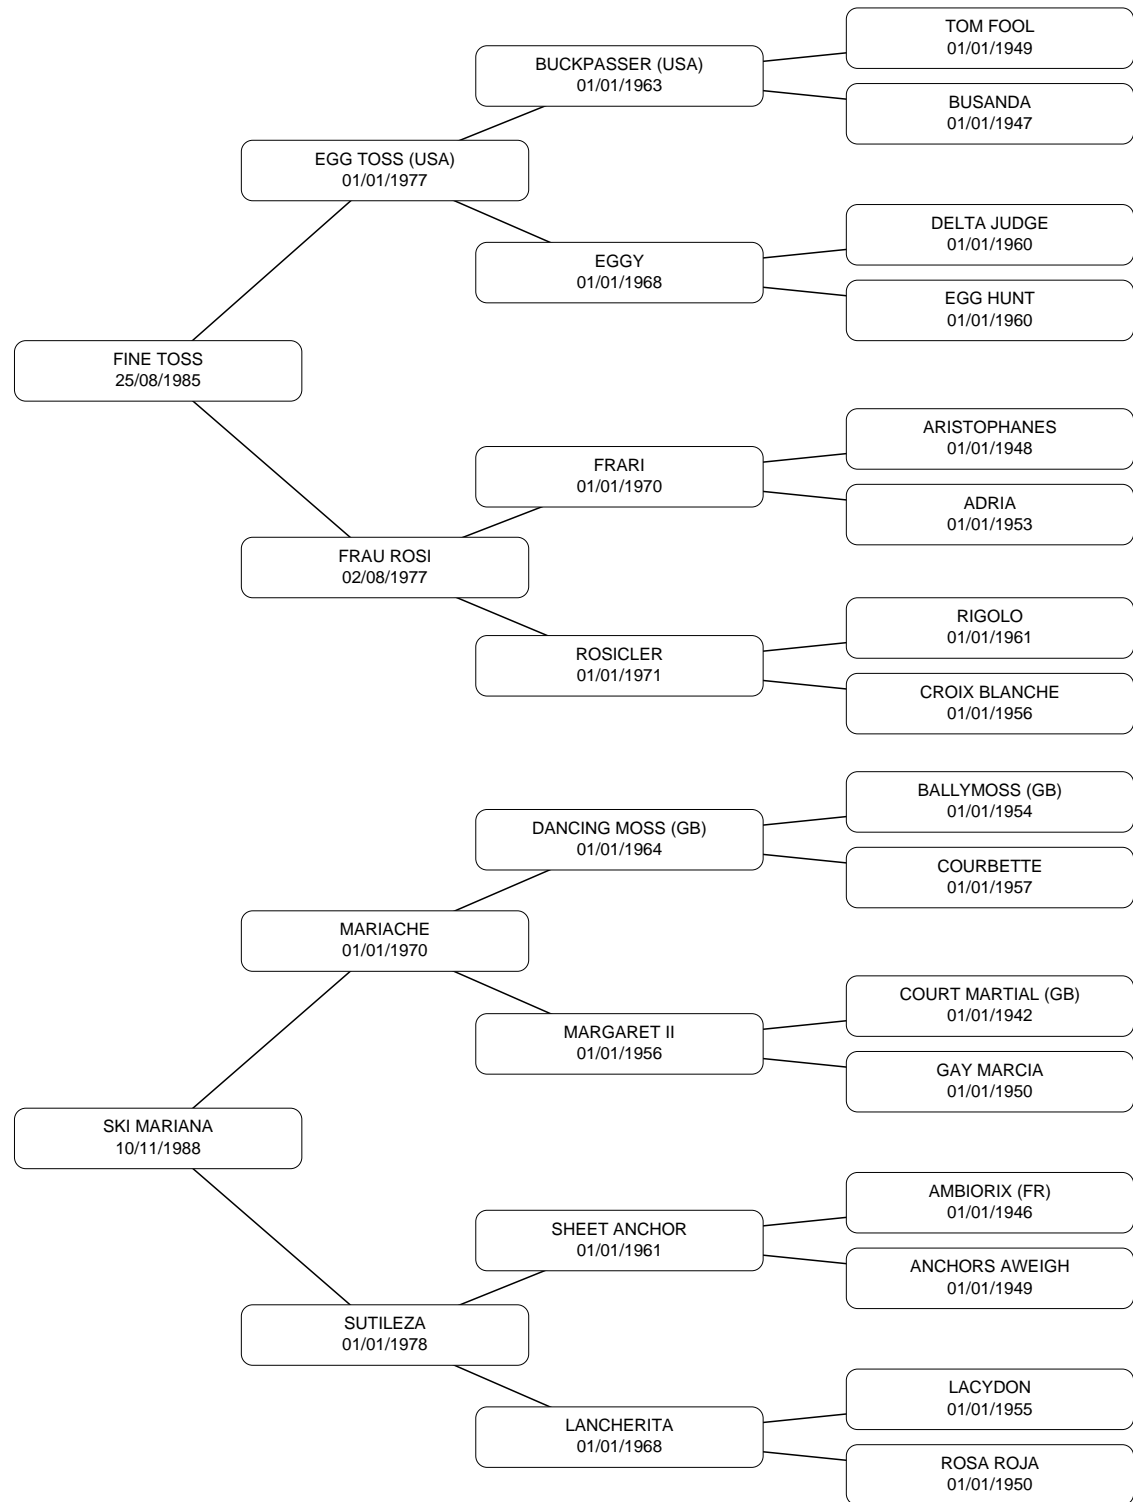 TOM FOOL
01/01/1949
BUCKPASSER (USA)
01/01/1963
BUSANDA
01/01/1947
EGG TOSS (USA)
01/01/1977
DELTA JUDGE
01/01/1960
EGGY
01/01/1968
EGG HUNT
01/01/1960
FINE TOSS
25/08/1985
ARISTOPHANES
01/01/1948
FRARI
01/01/1970
ADRIA
01/01/1953
FRAU ROSI
02/08/1977
RIGOLO
01/01/1961
ROSICLER
01/01/1971
CROIX BLANCHE
01/01/1956
BALLYMOSS (GB)
01/01/1954
DANCING MOSS (GB)
01/01/1964
COURBETTE
01/01/1957
MARIACHE
01/01/1970
COURT MARTIAL (GB)
01/01/1942
MARGARET II
01/01/1956
GAY MARCIA
01/01/1950
SKI MARIANA
10/11/1988
AMBIORIX (FR)
01/01/1946
SHEET ANCHOR
01/01/1961
ANCHORS AWEIGH
01/01/1949
SUTILEZA
01/01/1978
LACYDON
01/01/1955
LANCHERITA
01/01/1968
ROSA ROJA
01/01/1950